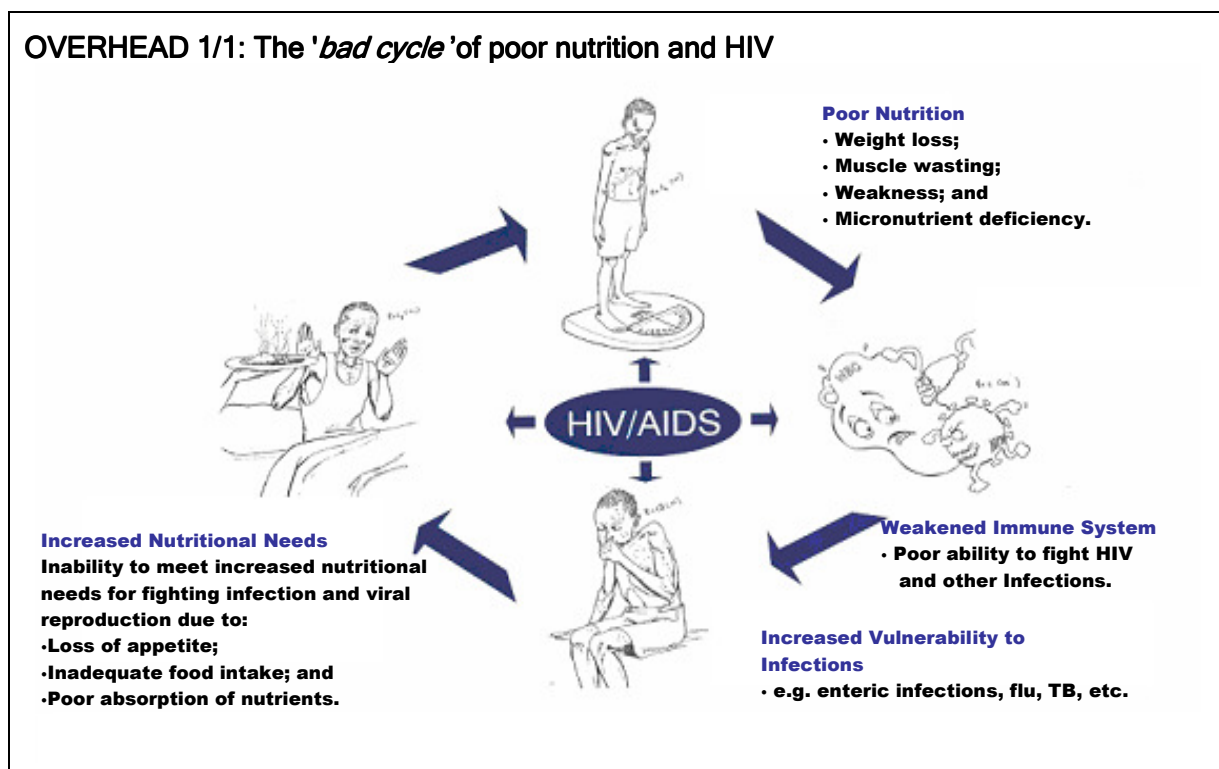 OVERHEAD 1/1: The 'bad cycle 'of poor nutrition and HIV
Poor Nutrition
• Weight loss;
• Muscle wasting;
• Weakness; and
• Micronutrient deficiency.
HIV/AIDS
Weakened Immune System
• Poor ability to fight HIV
and other Infections.
Increased Vulnerability to
Infections
• e.g. enteric infections, flu, TB, etc.
Increased Nutritional Needs
Inability to meet increased nutritional
needs for fighting infection and viral
reproduction due to:
•Loss of appetite;
•Inadequate food intake; and
•Poor absorption of nutrients.